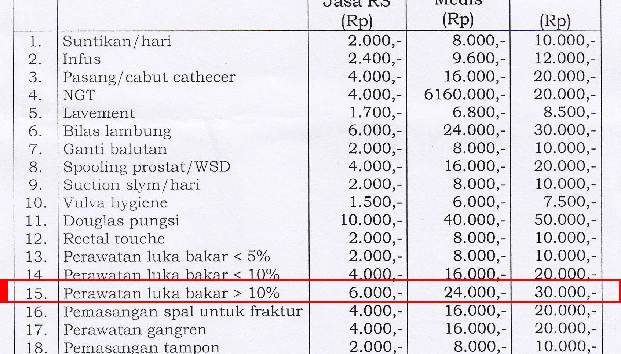 Jasa RS Medis
(Rp) (Rp) (Rp)
1. Suntikan/hari 2.000,- 8.000,- 10.000,-
2. Infus 2.400,- 9.600,- 12.000,-
3. Pasang/cabut cathecer 4.000,- 16.000,- 20.000,-
4. NGT 4.000,- 6160.000,- 20.000,-
5. Lavement 1.700,- 6.800,- 8.500,-
6. Bilas lambung 6.000,- 24.000,- 30.000,-
7. Ganti balutan 2.000,- 8.000,- 10.000,-
8. Spooling prostat/WSD 4.000,- 16.000,- 20.000,-
9. Suction slym/hari 2.000,- 8.000,- 10.000,-
10. Vulva hygiene 1.500,- 6.000,- 7.500,-
11. Douglas pungsi 10.000,- 40.000,- 50.000,-
12. Rectal touche 2.000,- 8.000,- 10.000,-
13. Perawatan luka bakar < 5% 2.000,- 8.000,- 10.000,-
14. Perawatan luka bakar < 10% 4.000,- 16.000,- 20.000,-
15. Perawatan luka bakar > 10% 6.000,- 24.000,- 30.000,-
16. Pemasangan spal untuk fraktur 4.000,- 16.000,- 20.000,-
17. Perawatan gangren 4.000,- 16.000,- 20.000,-
18. Pemasangan tampon 2.000,- 8.000,- 10.000,-